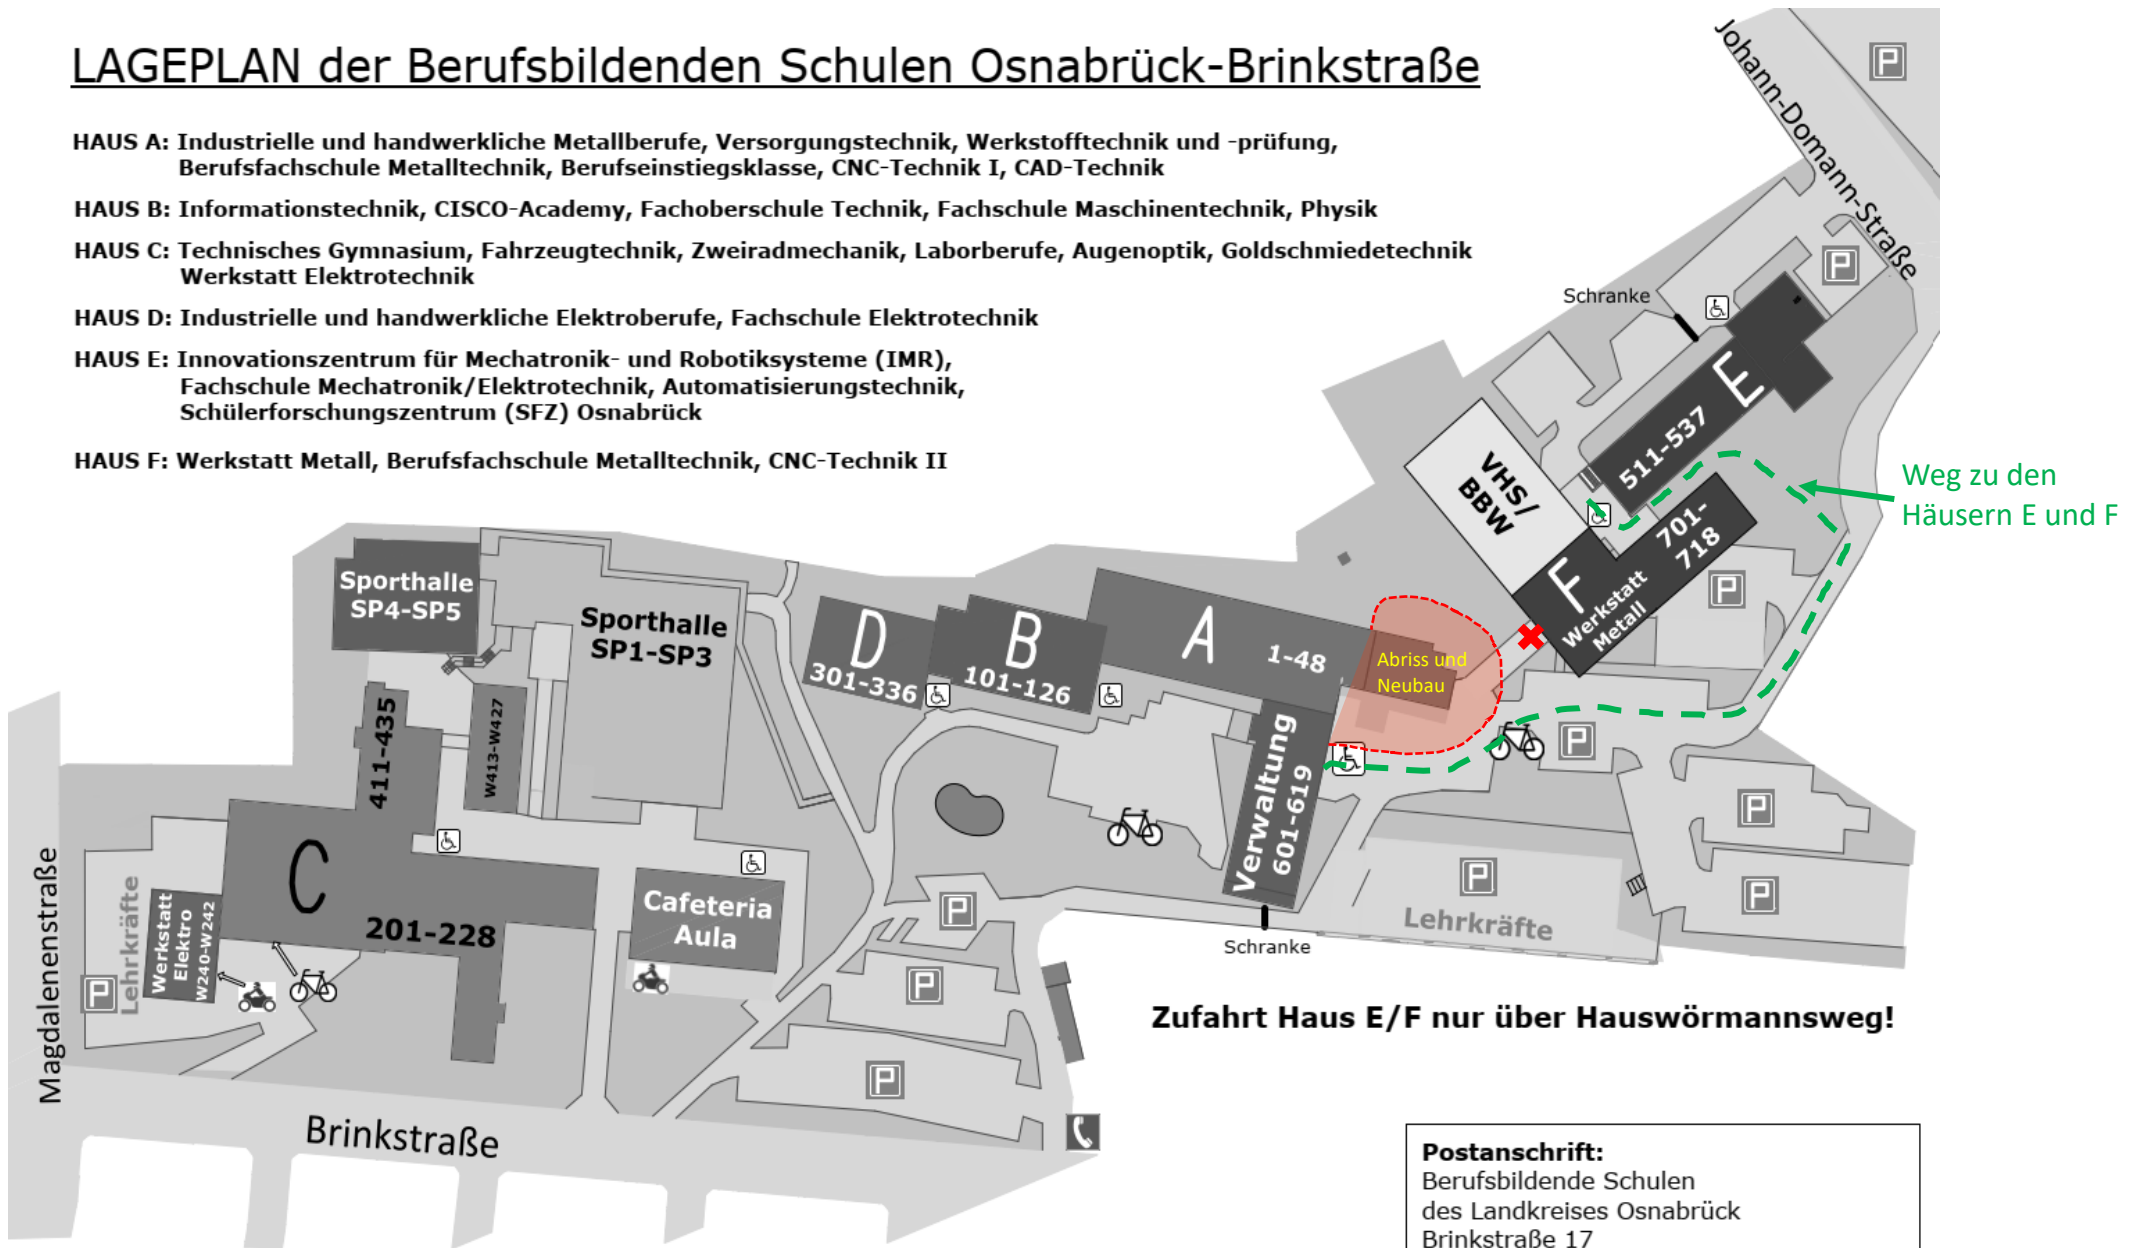 LAGEPLAN der Berufsbildenden Schulen Osnabrück-Brinkstraße
HAUS A: Industrielle und handwerkliche Metallberufe, Versorgungstechnik, Werkstofftechnik und -prüfung,
Berufsfachschule Metalltechnik, Berufseinstiegsklasse, CNC-Technik I, CAD-Technik
HAUS B: Informationstechnik, CISCO-Academy, Fachoberschule Technik, Fachschule Maschinentechnik, Physik
HAUS C: Technisches Gymnasium, Fahrzeugtechnik, Zweiradmechanik, Laborberufe, Augenoptik, Goldschmiedetechnik
Werkstatt Elektrotechnik
HAUS D: Industrielle und handwerkliche Elektroberufe, Fachschule Elektrotechnik
HAUS E: Innovationszentrum für Mechatronik- und Robotiksysteme (IMR),
Fachschule Mechatronik/Elektrotechnik, Automatisierungstechnik,
Schülerforschungszentrum (SFZ) Osnabrück
HAUS F: Werkstatt Metall, Berufsfachschule Metalltechnik, CNC-Technik II
Johann-Domann-Straße
P
P
Schranke
E
511-537
VHS/
BBW
Weg zu den
Häusern E und F
F
701-
718
Werkstatt
Metall
P
Sporthalle
SP4-SP5
Sporthalle
SP1-SP3
D
301-336
B
101-126
A
1-48
Abriss und
Neubau
P
411-435
W413-W427
Verwaltung
601-619
P
C
201-228
Cafeteria
Aula
P
P
Lehrkräfte
P
Schranke
Magdalenenstraße
Lehrkräfte
P
Werkstatt
Elektro
W240-W242
P
P
Zufahrt Haus E/F nur über Hauswörmannsweg!
Brinkstraße
Postanschrift:
Berufsbildende Schulen
des Landkreises Osnabrück
Brinkstraße 17